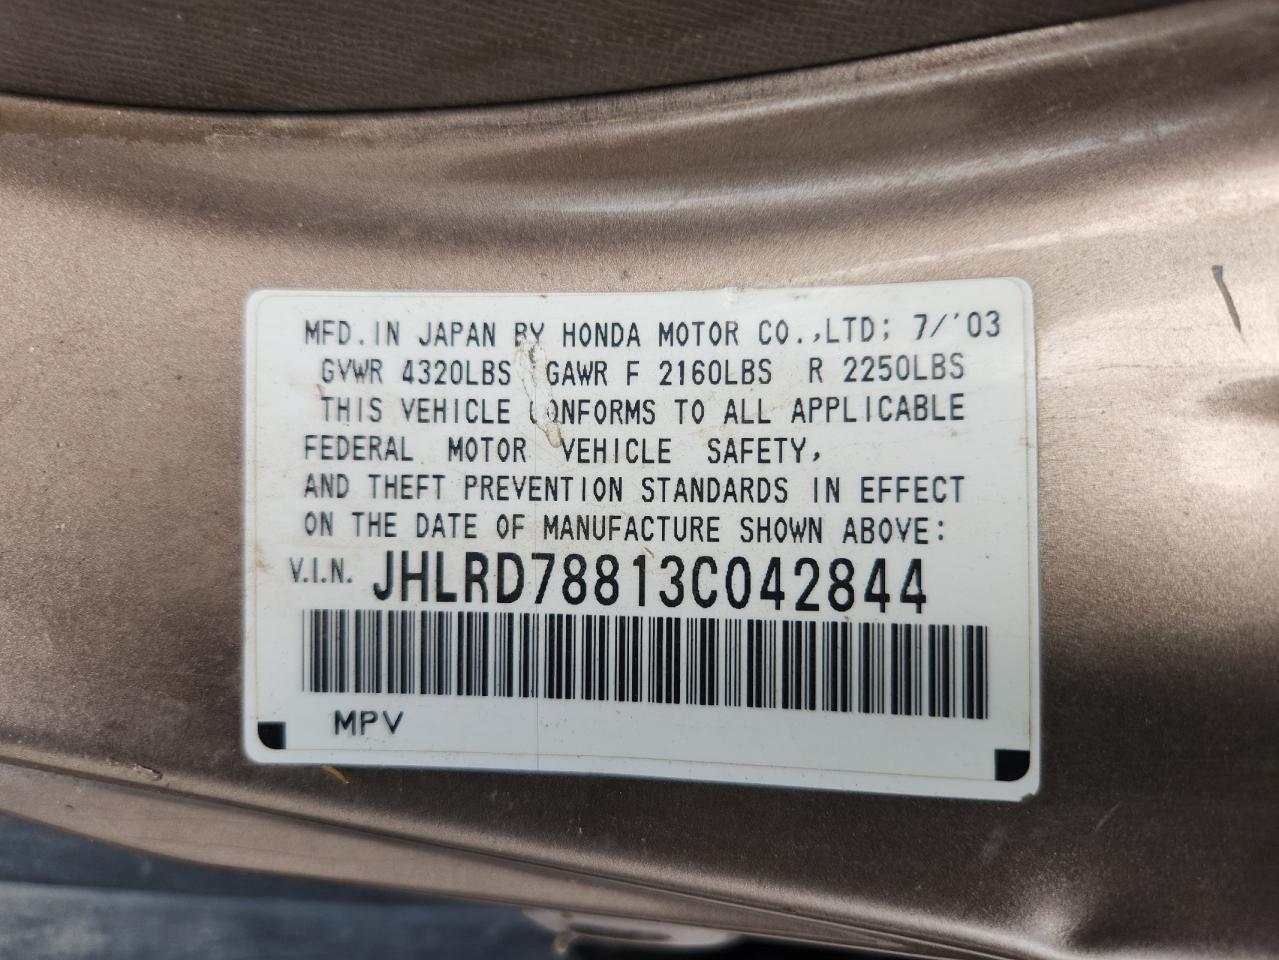 MFD. IN JAPAN BY HONDA MOTOR CO.,LTD; 7/'03
GVWR 4320LBS GAWR F 2160LBS R 2250LBS
THIS VEHICLE CONFORMS TO ALL APPLICABLE
FEDERAL MOTOR VEHICLE SAFETY,
AND THEFT PREVENTION STANDARDS IN EFFECT
ON THE DATE OF MANUFACTURE SHOWN ABOVE:
V.I.N. JHLRD78813C042844
MPV